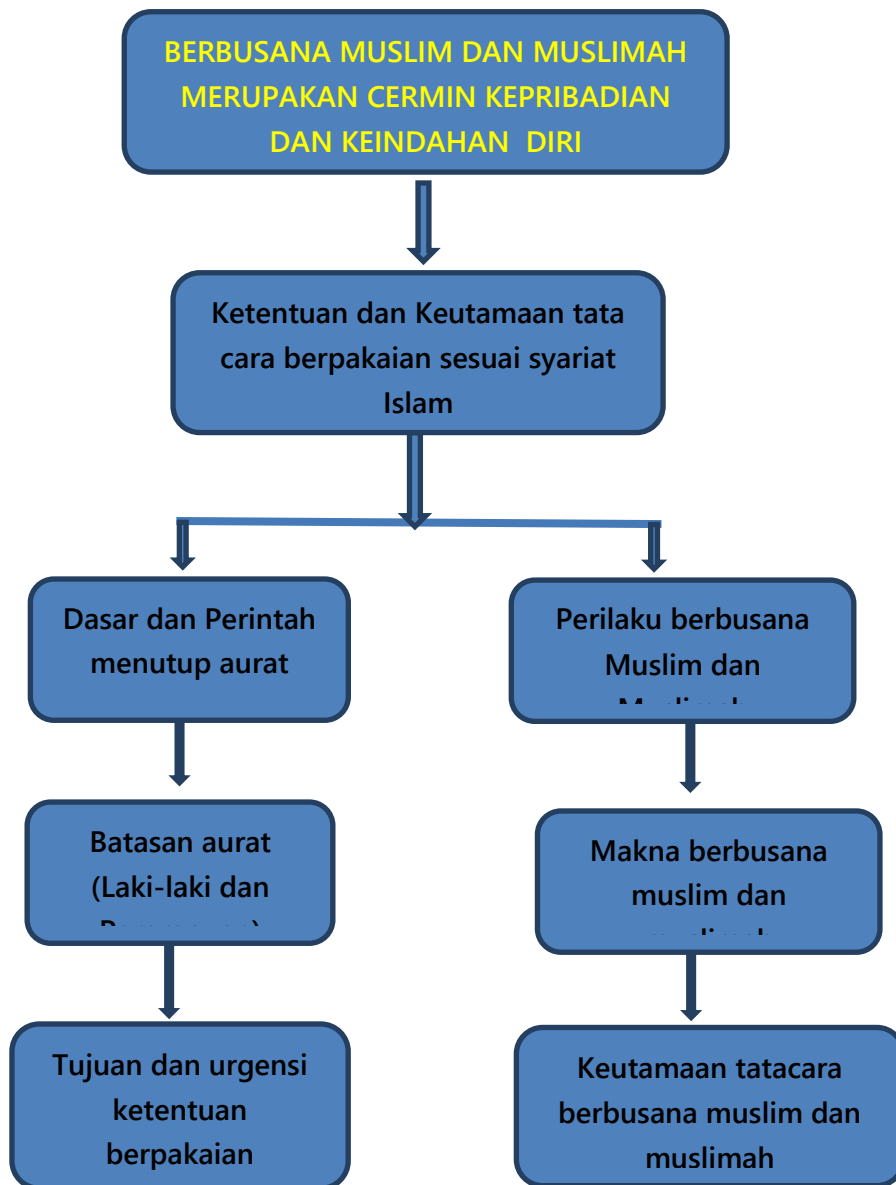 BERBUSANA MUSLIM DAN MUSLIMAH
MERUPAKAN CERMIN KEPRIBADIAN
DAN KEINDAHAN DIRI
Ketentuan dan Keutamaan tata
cara berpakaian sesuai syariat
Islam
Dasar dan Perintah
menutup aurat
Perilaku berbusana
Muslim dan
Batasan aurat
(Laki-laki dan
Makna berbusana
muslim dan
Tujuan dan urgensi
ketentuan
berpakaian
Keutamaan tatacara
berbusana muslim dan
muslimah